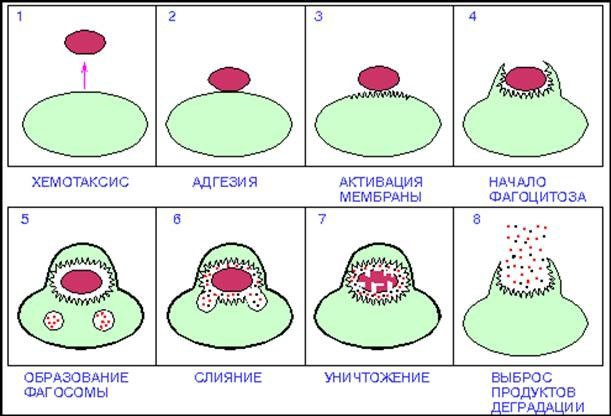 1
2
3
4
ХЕМОТАКСИС
АДГЕЗИЯ
АКТИВАЦИЯ
МЕМБРАНЫ
НАЧАЛО
ФАГОЦИТОЗА
5
6
7
8
ОБРАЗОВАНИЕ
ФАГОСОМЫ
СЛИЯНИЕ
УНИЧТОЖЕНИЕ
ВЫБРОС
ПРОДУКТОВ
ДЕГРАДАЦИИ